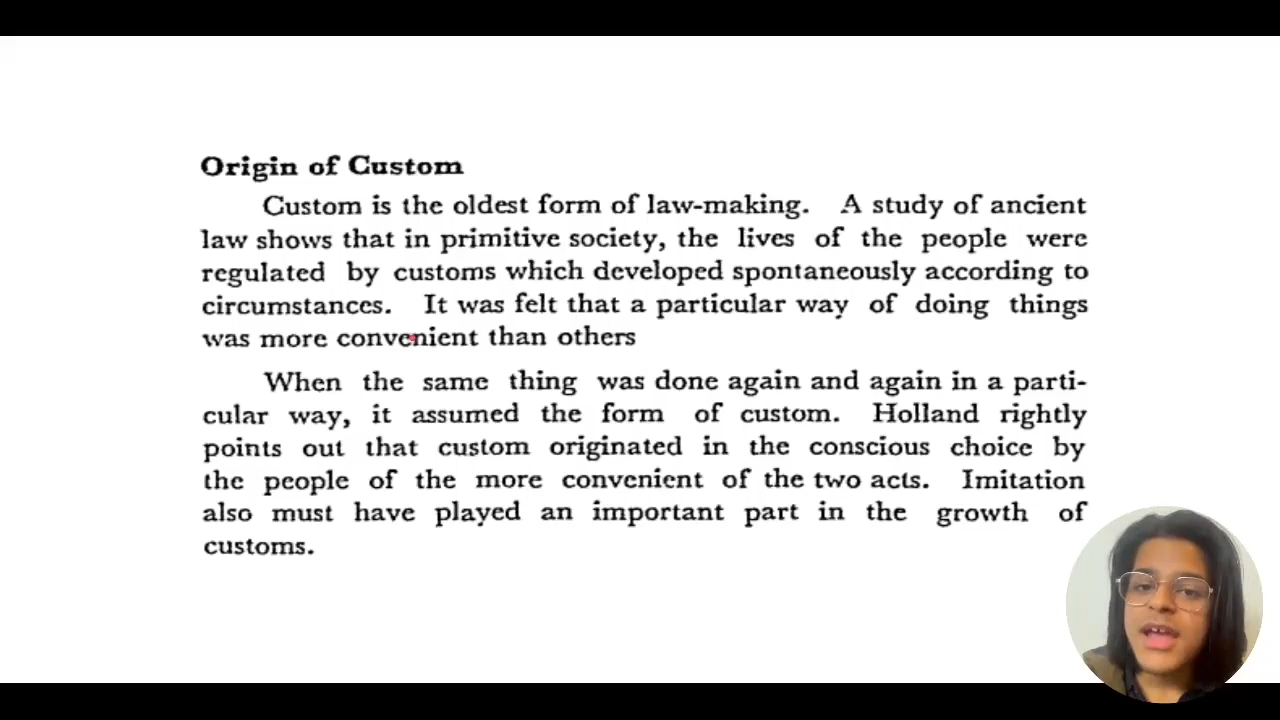 Origin of Custom
Custom is the oldest form of law-making. A study of ancient
law shows that in primitive society, the lives of the people were
regulated by customs which developed spontaneously according to
circumstances. It was felt that a particular way of doing things
was more convenient than others
When the same thing was done again and again in a parti-
cular way, it assumed the form of custom. Holland rightly
points out that custom originated in the conscious choice by
the people of the more convenient of the two acts. Imitation
also must have played an important part in the growth of
customs.